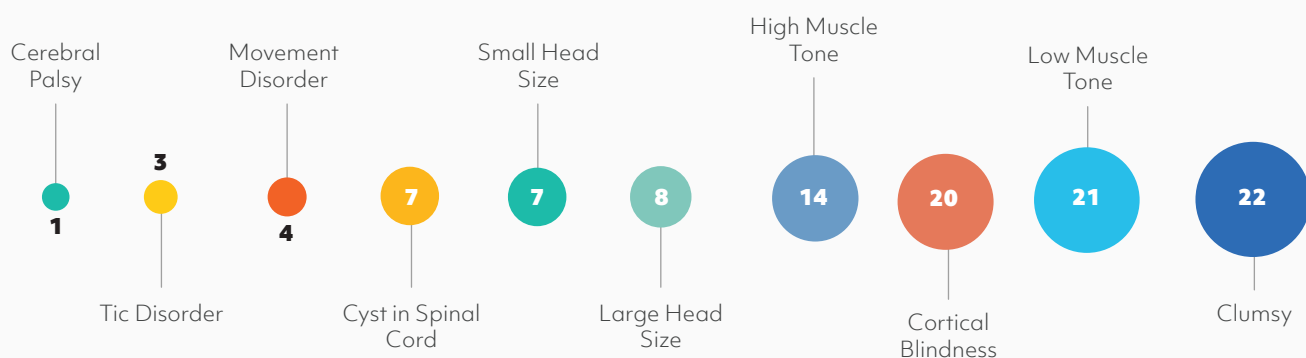 Cerebral
Palsy
1
3
Tic Disorder
Movement
Disorder
4
7
Cyst in Spinal
Cord
Small Head
Size
7
8
Large Head
Size
High Muscle
Tone
14
20
Cortical
Blindness
Low Muscle
Tone
21
22
Clumsy